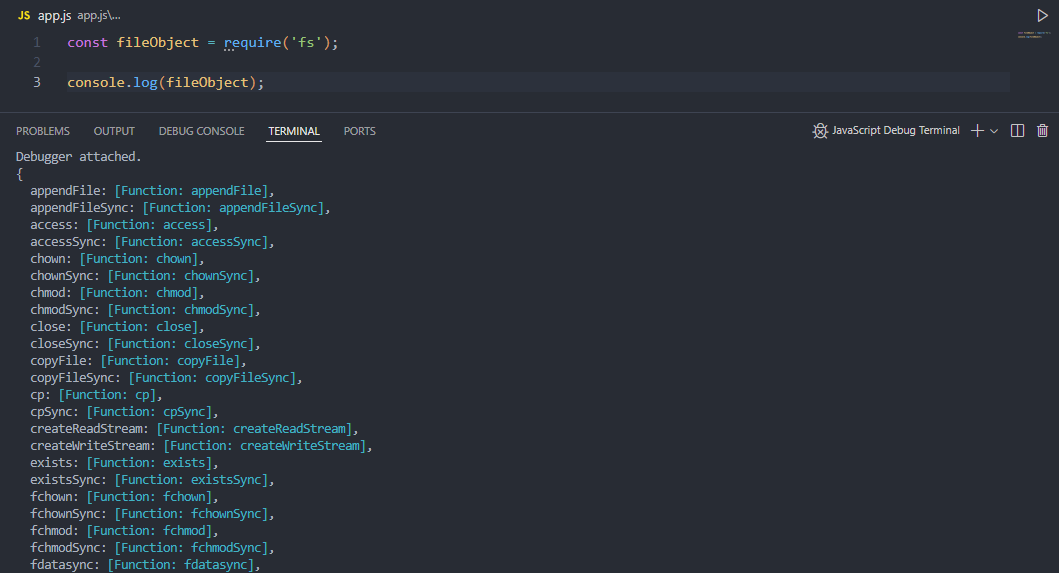 JS app.js app.js\...
1 const fileObject = require('fs');
2
3 console.log(fileObject);
PROBLEMS OUTPUT DEBUG CONSOLE TERMINAL PORTS JavaScript Debug Terminal
Debugger attached.
{
  appendFile: [Function: appendFile],
  appendFileSync: [Function: appendFileSync],
  access: [Function: access],
  accessSync: [Function: accessSync],
  chown: [Function: chown],
  chownSync: [Function: chownSync],
  chmod: [Function: chmod],
  chmodSync: [Function: chmodSync],
  close: [Function: close],
  closeSync: [Function: closeSync],
  copyFile: [Function: copyFile],
  copyFileSync: [Function: copyFileSync],
  cp: [Function: cp],
  cpSync: [Function: cpSync],
  createReadStream: [Function: createReadStream],
  createWriteStream: [Function: createWriteStream],
  exists: [Function: exists],
  existsSync: [Function: existsSync],
  fchown: [Function: fchown],
  fchownSync: [Function: fchownSync],
  fchmod: [Function: fchmod],
  fchmodSync: [Function: fchmodSync],
  fdatasync: [Function: fdatasync],